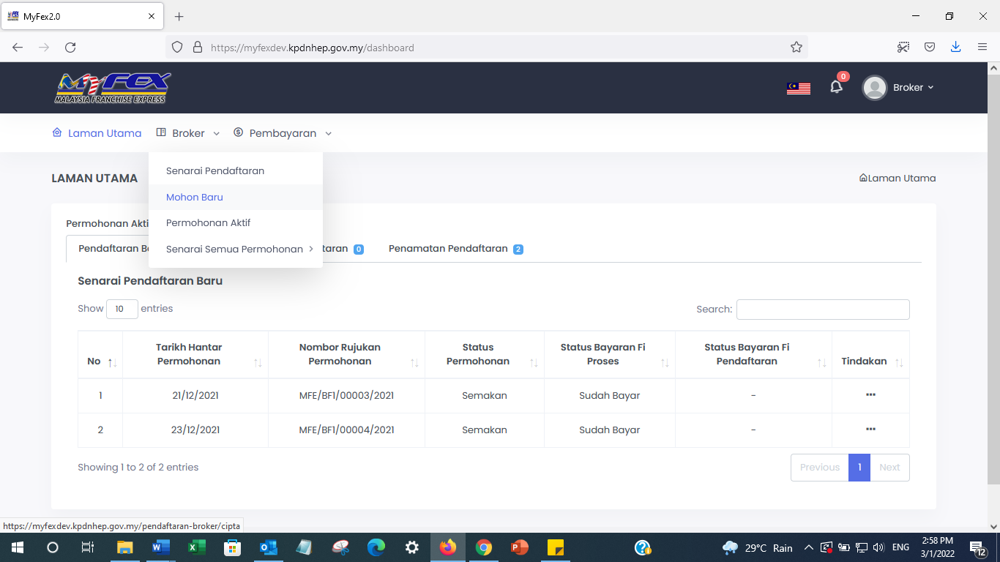 MyFex2.0
https://myfexdev.kpdnhep.gov.my/dashboard
MyFEX
MALAYSIA FRANCHISE EXPRESS
0
Broker
Laman Utama
Broker
Pembayaran
LAMAN UTAMA
Laman Utama
Senarai Pendaftaran
Mohon Baru
Permohonan Aktif
Senarai Semua Permohonan
Permohonan Akti
Pendaftaran B
taran 0
Penamatan Pendaftaran 2
Senarai Pendaftaran Baru
Show 10 entries
Search:
No
Tarikh Hantar
Permohonan
Nombor Rujukan
Permohonan
Status
Permohonan
Status Bayaran Fi
Proses
Status Bayaran Fi
Pendaftaran
Tindakan
1 21/12/2021 MFE/BF1/00003/2021 Semakan Sudah Bayar - ...
2 23/12/2021 MFE/BF1/00004/2021 Semakan Sudah Bayar - ...
Showing 1 to 2 of 2 entries
Previous 1 Next
https://myfexdev.kpdnhep.gov.my/pendaftaran-broker/cipta
29°C Rain
ENG
2:58 PM
3/1/2022
12